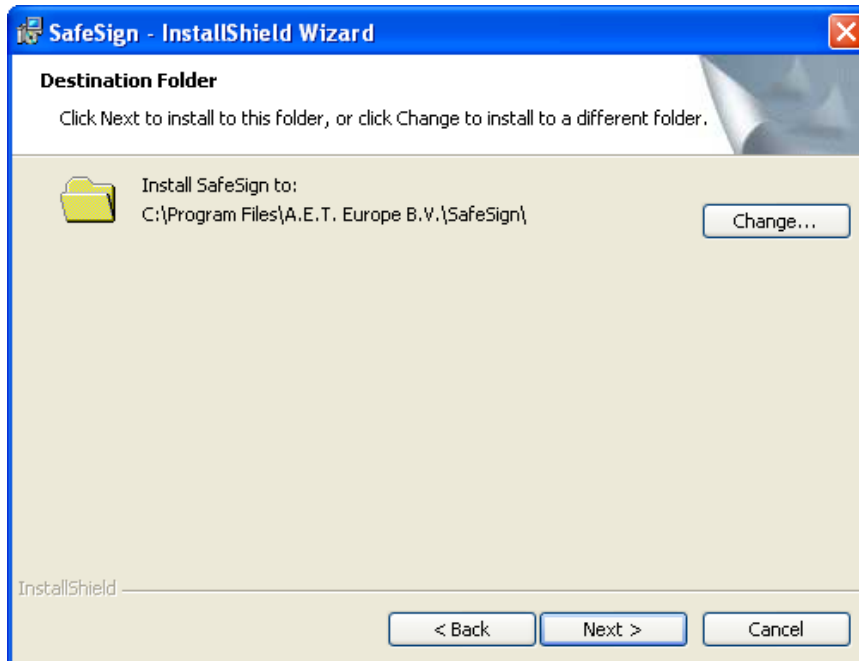 SafeSign - InstallShield Wizard
Destination Folder
Click Next to install to this folder, or click Change to install to a different folder.
Install SafeSign to:
C:\Program Files\A.E.T. Europe B.V.\SafeSign\
Change...
InstallShield
< Back
Next >
Cancel